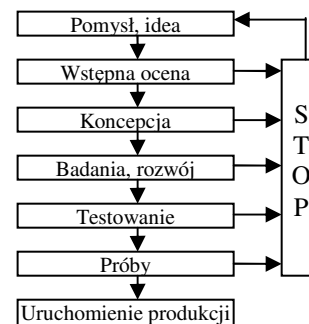 Pomysł, idea
Wstępna ocena
Koncepcja
Badania, rozwój
Testowanie
Próby
Uruchomienie produkcji
S
T
O
P